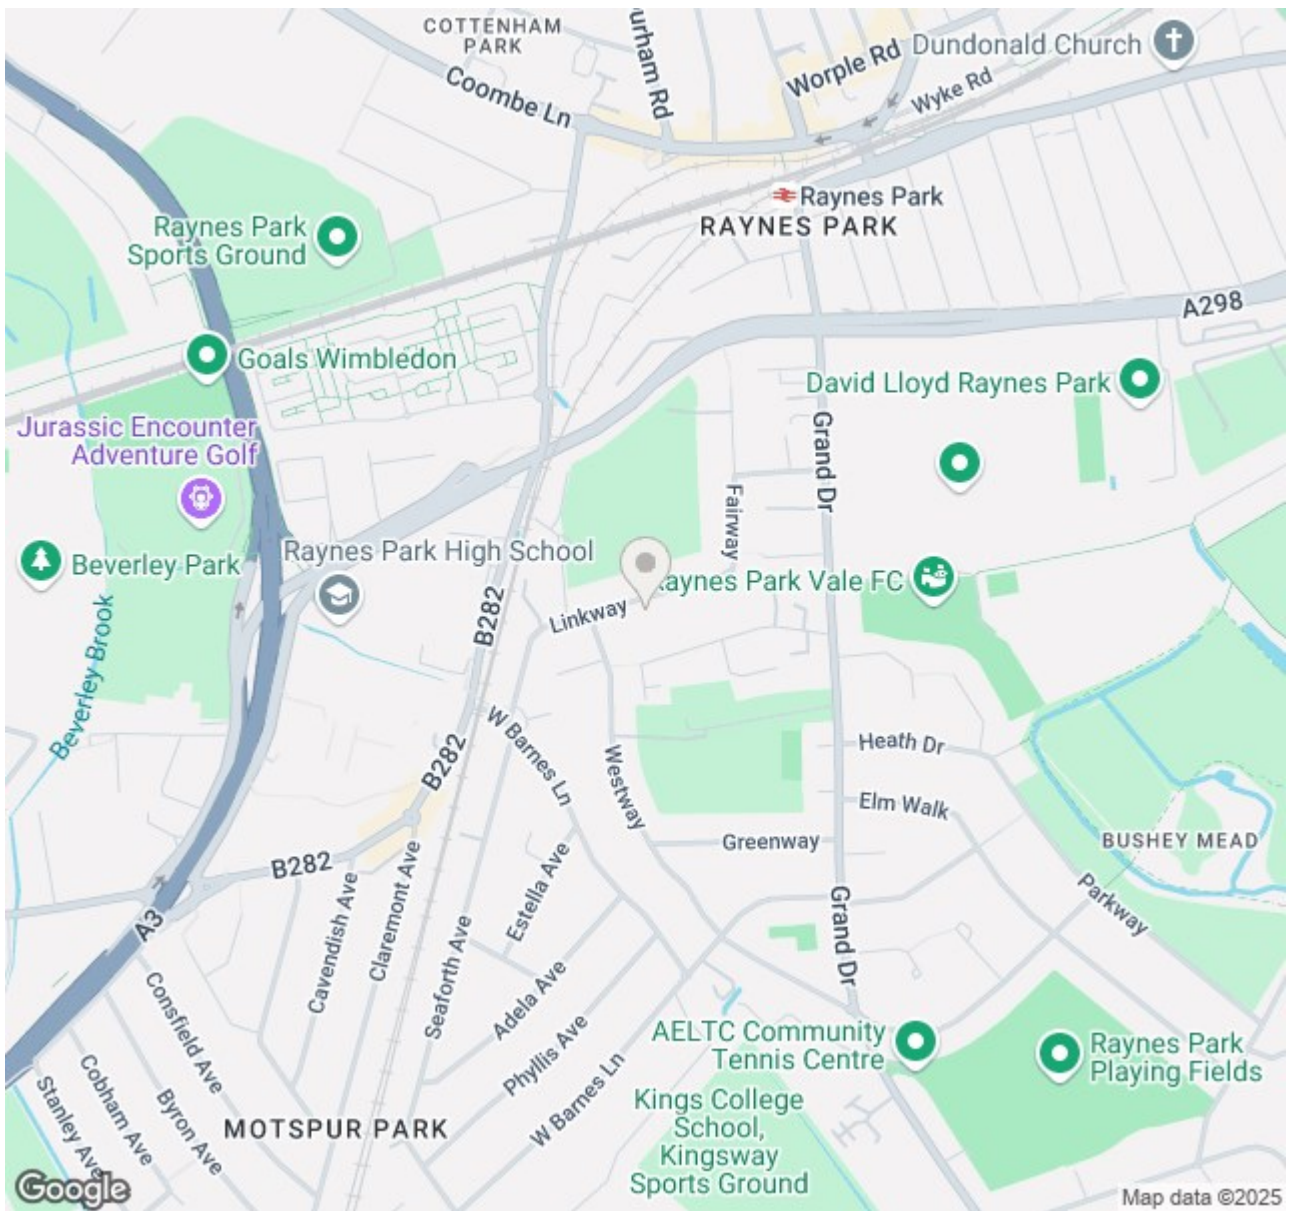 COTTENHAM
PARK
urham Rd
Coombe Ln
Worple Rd
Dundonald Church
Wyke Rd
Raynes Park
RAYNES PARK
Raynes Park
Sports Ground
A298
Goals Wimbledon
David Lloyd Raynes Park
Jurassic Encounter
Adventure Golf
Grand Dr
Fairway
Raynes Park High School
Beverley Park
aynes Park Vale FC
Linkway
B282
Beverley Brook
W Barnes Ln
B282
Westway
Heath Dr
Elm Walk
Greenway
BUSHEY MEAD
B282
Estella Ave
Claremont Ave
Cavendish Ave
Parkway
Grand Dr
A3
Seaforth Ave
Adela Ave
Consfield Ave
Phyllis Ave
AELTC Community
Tennis Centre
Raynes Park
Playing Fields
W Barnes Ln
Cobham Ave
Stanley Ave
Byron Ave
MOTSPUR PARK
Kings College
School,
Kingsway
Sports Ground
Google
Map data ©2025